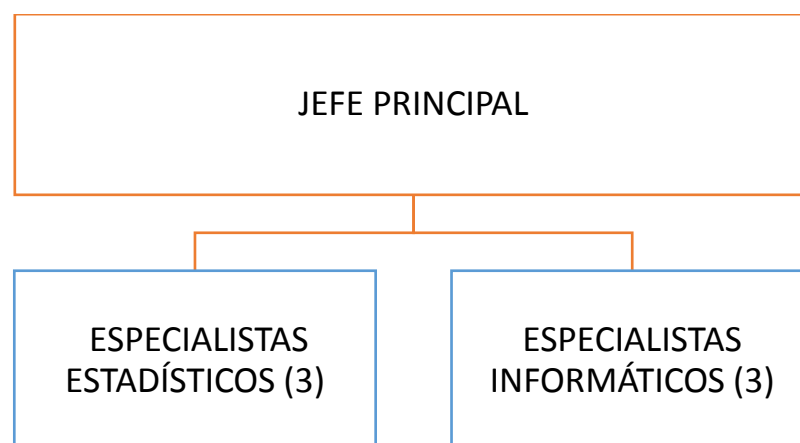 JEFE PRINCIPAL
ESPECIALISTAS
ESTADÍSTICOS (3)
ESPECIALISTAS
INFORMÁTICOS (3)